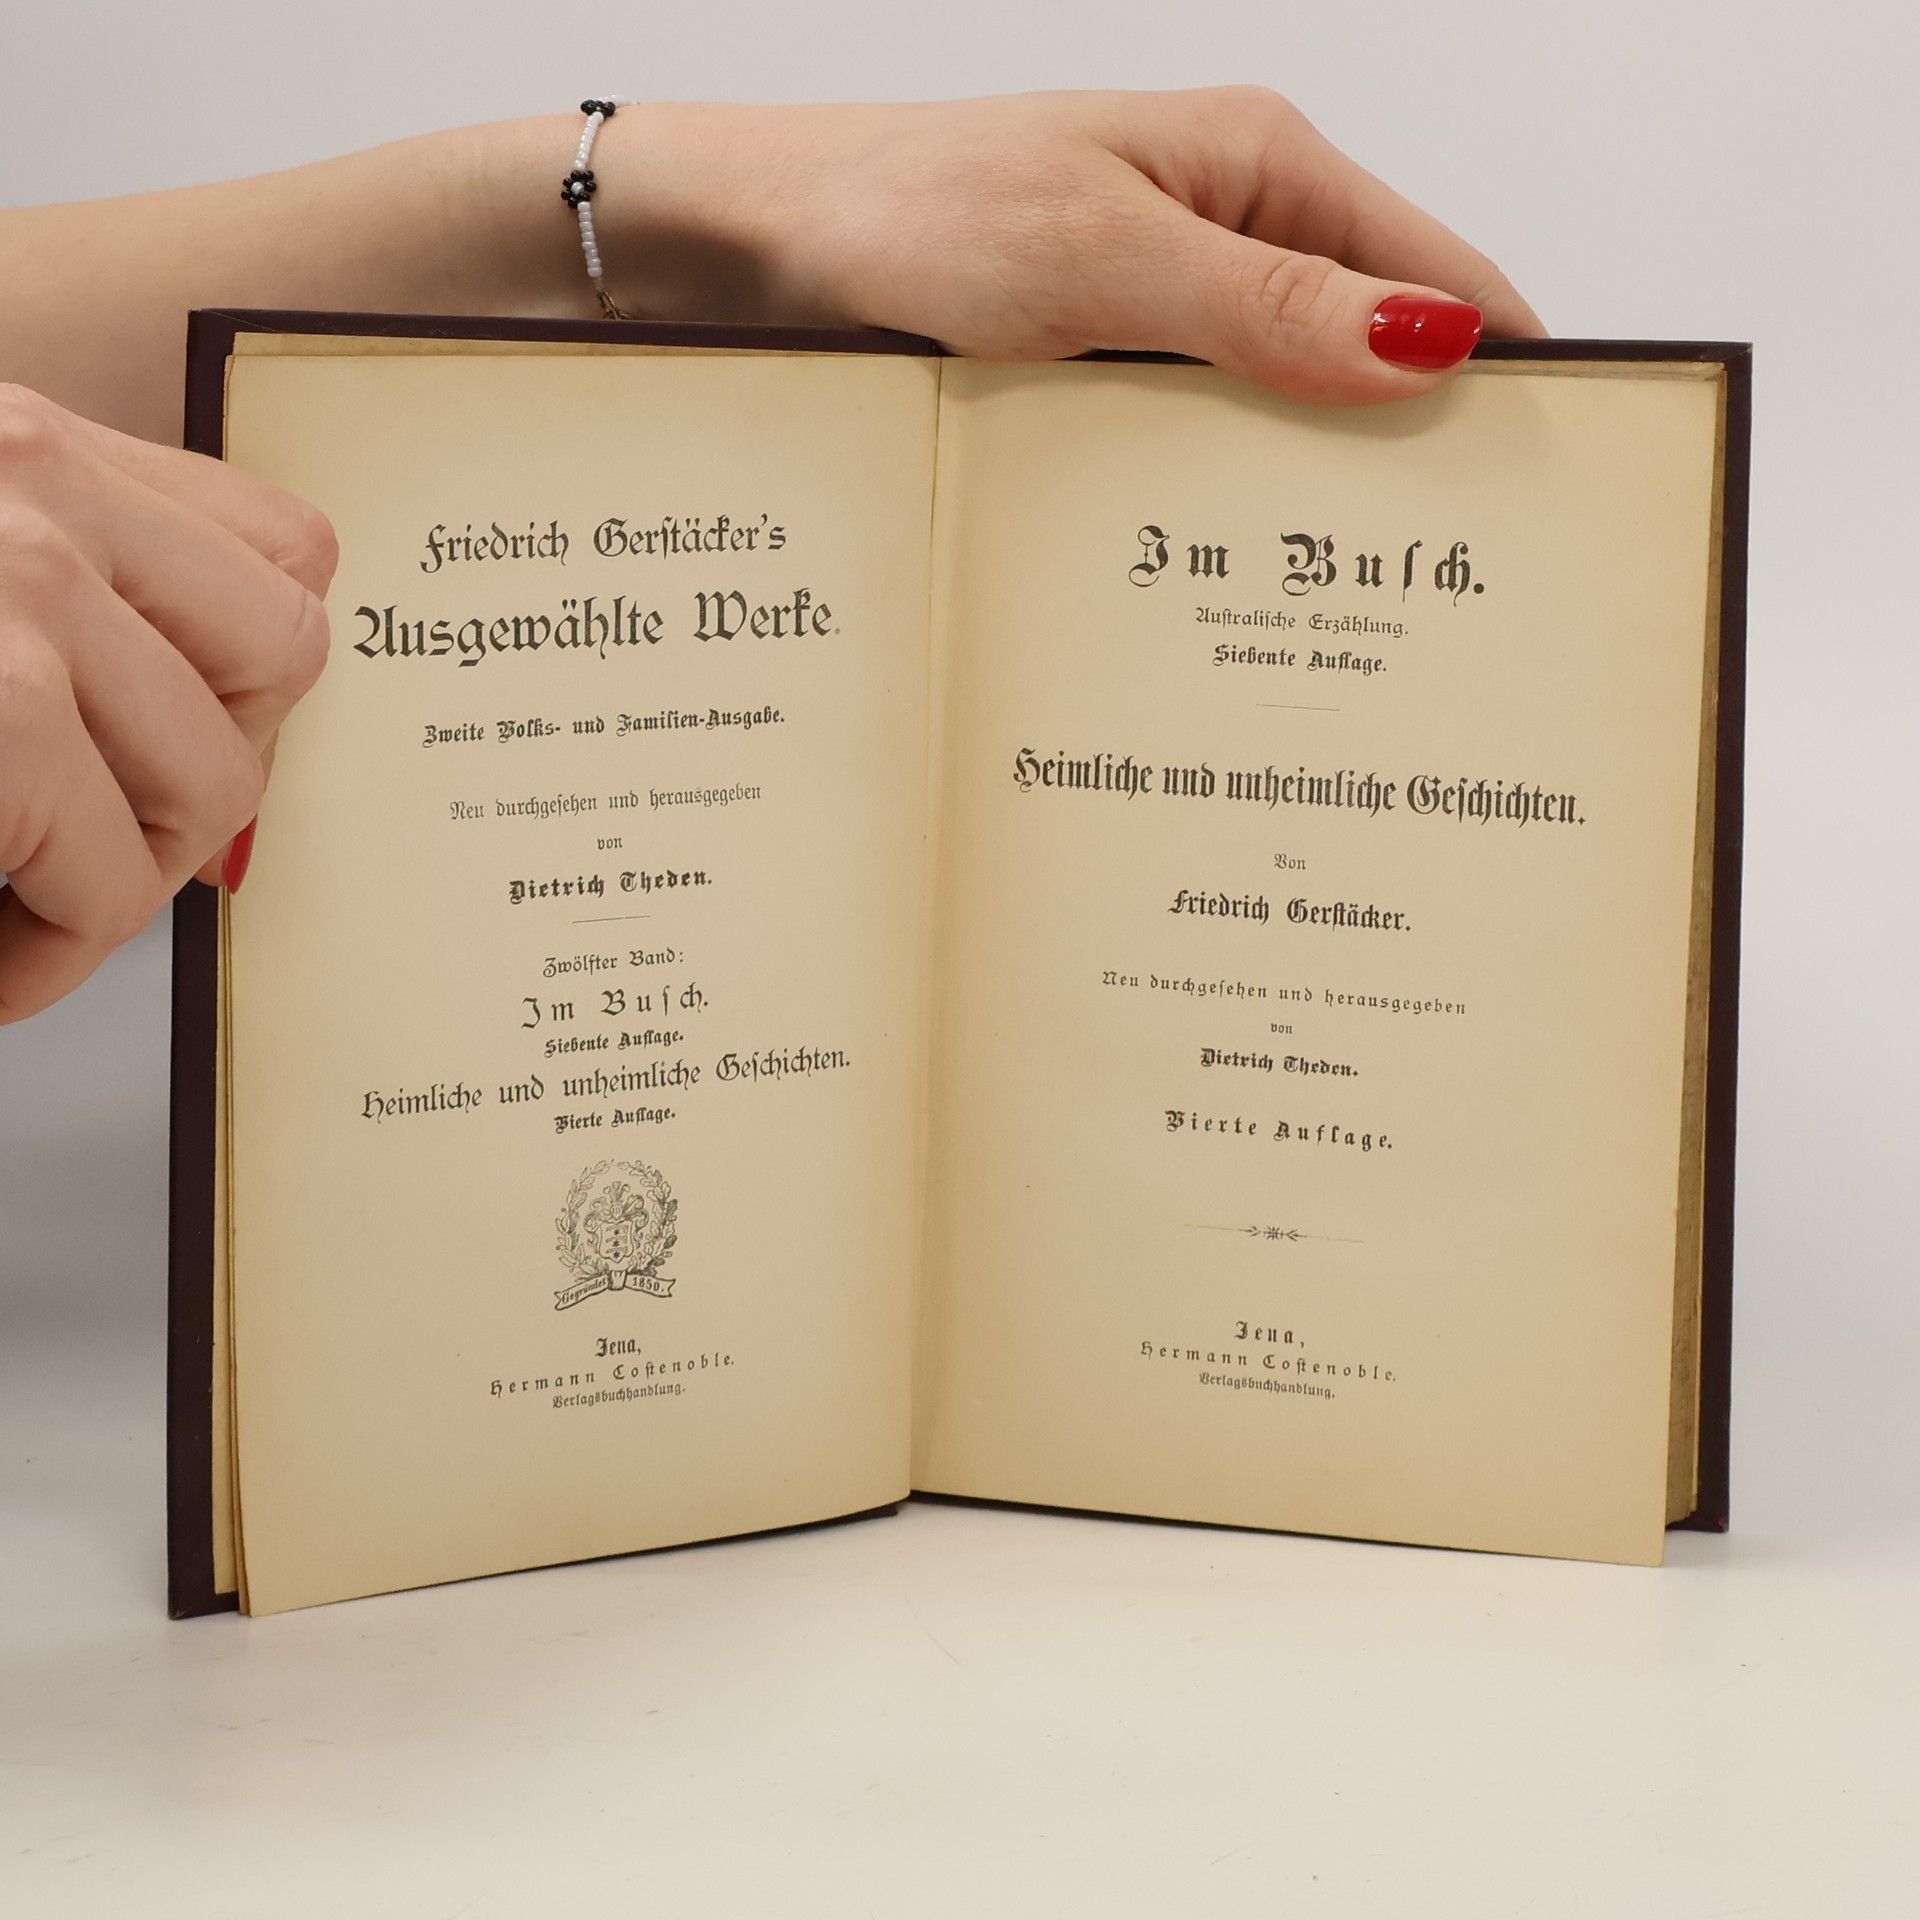 Friedrich Gerſtäcker's
Ausgewählte Werke.
Zweite Volks- und Familien-Ausgabe.
Neu durchgeſehen und herausgegeben
von
Dietrich Theden.
Zwölfter Band:
Im Buſch.
Siebente Auflage.
Heimliche und unheimliche Geſchichten.
Vierte Auflage.
Gegründet 1850.
Jena,
Hermann Coſtenoble.
Verlagsbuchhandlung.
Im Buſch.
Auſtraliſche Erzählung.
Siebente Auflage.
Heimliche und unheimliche Geſchichten.
Von
Friedrich Gerſtäcker.
Neu durchgeſehen und herausgegeben
von
Dietrich Theden.
Vierte Auflage.
Jena,
Hermann Coſtenoble.
Verlagsbuchhandlung.